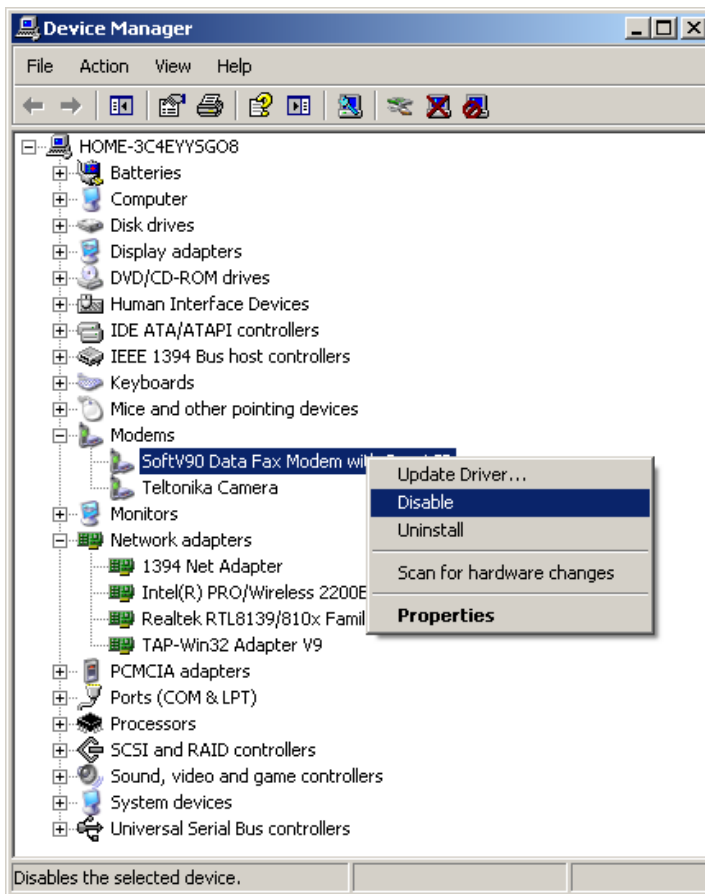 Device Manager
File Action View Help
HOME-3C4EYYSGO8
Batteries
Computer
Disk drives
Display adapters
DVD/CD-ROM drives
Human Interface Devices
IDE ATA/ATAPI controllers
IEEE 1394 Bus host controllers
Keyboards
Mice and other pointing devices
Modems
SoftV90 Data Fax Modem
Update Driver...
Teltonika Camera
Disable
Monitors
Uninstall
Network adapters
1394 Net Adapter
Scan for hardware changes
Intel(R) PRO/Wireless
Realtek RTL8139/810x
Properties
TAP-Win32 Adapter V9
PCMCIA adapters
Ports (COM & LPT)
Processors
SCSI and RAID controllers
Sound, video and game controllers
System devices
Universal Serial Bus controllers
Disables the selected device.